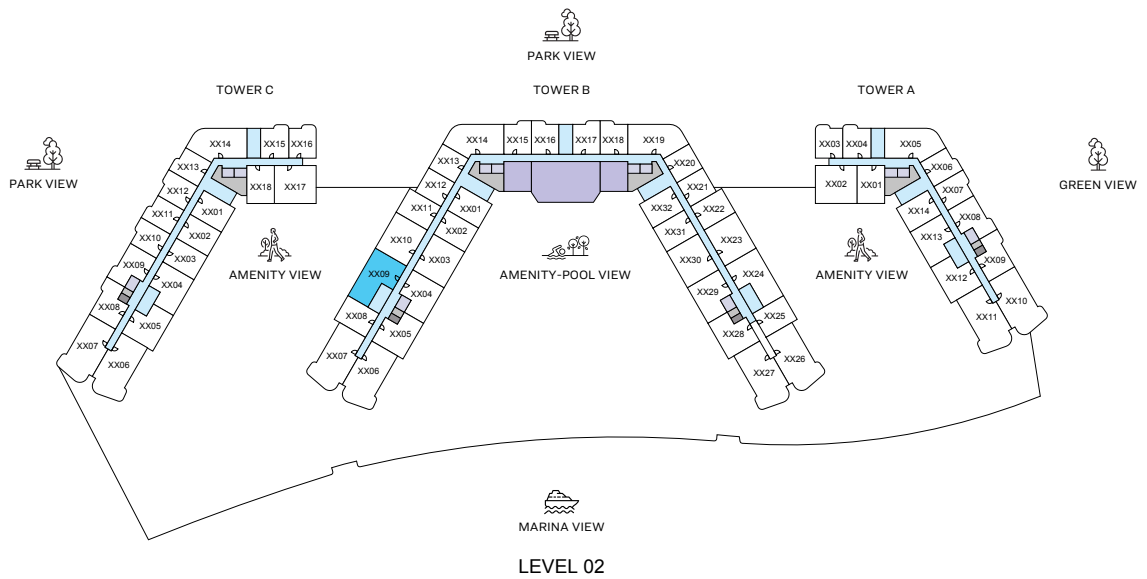 PARK VIEW
TOWER C
TOWER B
TOWER A
PARK VIEW
GREEN VIEW
AMENITY VIEW
AMENITY-POOL VIEW
AMENITY VIEW
MARINA VIEW
LEVEL 02
XX14
XX15
XX16
XX13
XX18
XX17
XX12
XX01
XX11
XX02
XX10
XX03
XX09
XX04
XX08
XX05
XX07
XX06
XX14
XX15
XX16
XX17
XX18
XX19
XX13
XX20
XX12
XX01
XX21
XX32
XX11
XX02
XX22
XX31
XX10
XX03
XX23
XX30
XX09
XX04
XX24
XX29
XX08
XX05
XX25
XX28
XX07
XX06
XX26
XX27
XX03
XX04
XX05
XX02
XX01
XX06
XX07
XX14
XX08
XX13
XX09
XX12
XX10
XX11